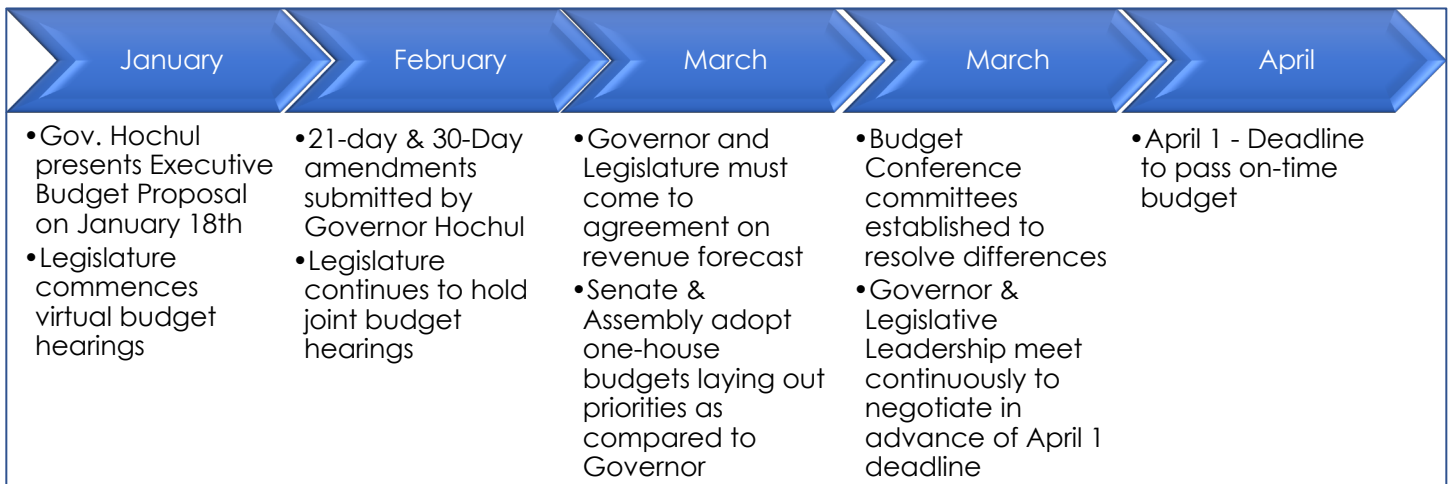 January
February
March
March
April
•Gov. Hochul
presents Executive
Budget Proposal
on January 18th
•Legislature
commences
virtual budget
hearings
•21-day & 30-Day
amendments
submitted by
Governor Hochul
•Legislature
continues to hold
joint budget
hearings
•Governor and
Legislature must
come to
agreement on
revenue forecast
•Senate &
Assembly adopt
one-house
budgets laying out
priorities as
compared to
Governor
•Budget
Conference
committees
established to
resolve differences
•Governor &
Legislative
Leadership meet
continuously to
negotiate in
advance of April 1
deadline
•April 1 - Deadline
to pass on-time
budget